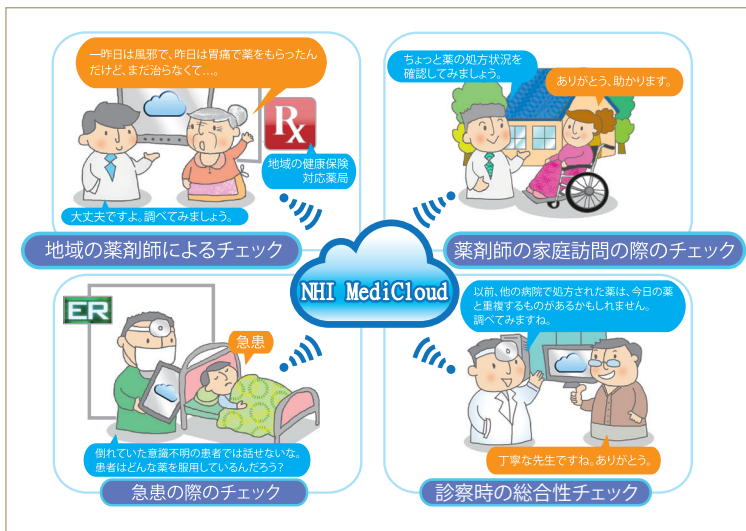 一昨日は風邪で、昨日は胃痛で薬をもらったん
だけど、まだ治らなくて…。
Rx
地域の健康保険
対応薬局
大丈夫ですよ。調べてみましょう。
地域の薬剤師によるチェック
ちょっと薬の処方状況を
確認してみましょう。
ありがとう、助かります。
薬剤師の家庭訪問の際のチェック
NHI MediCloud
ER
急患
倒れていた意識不明の患者では話せないな。
患者はどんな薬を服用しているんだろう?
急患の際のチェック
以前、他の病院で処方された薬は、今日の薬
と重複するものがあるかもしれません。
調べてみますね。
丁寧な先生ですね。ありがとう。
診察時の総合性チェック